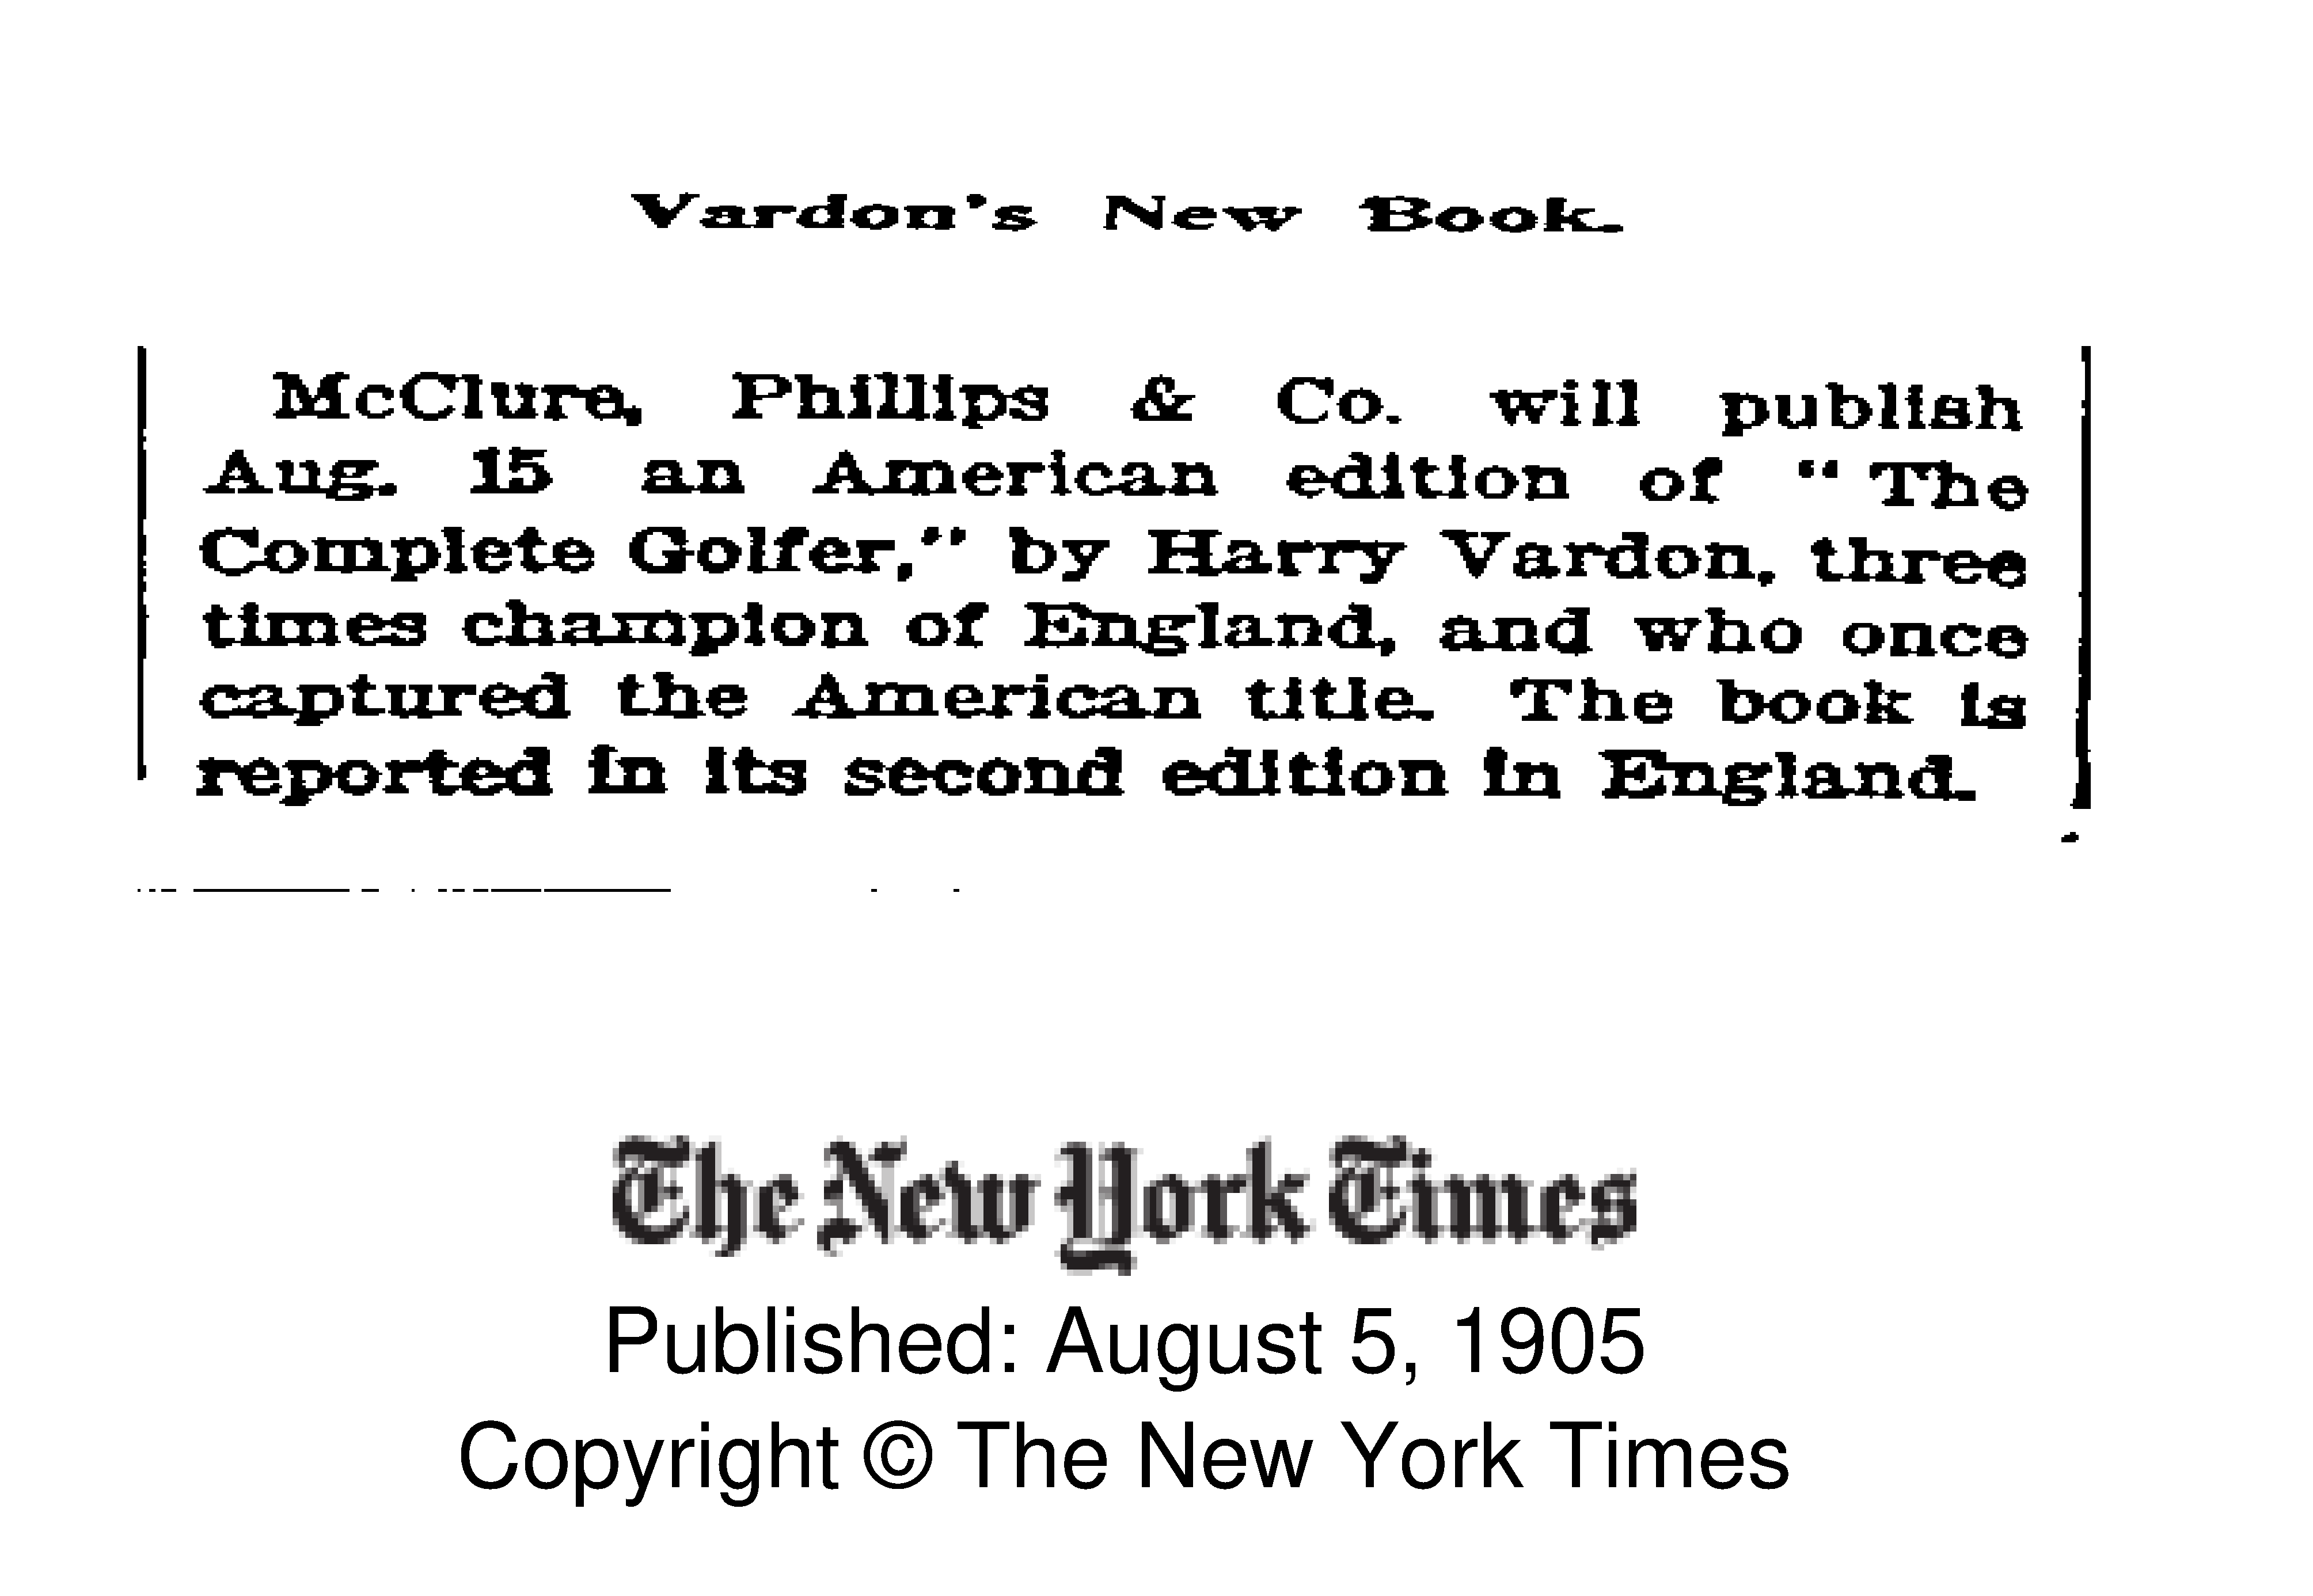 Vardon's New Book.
McClure, Phillips & Co. will publish
Aug. 15 an American edition of "The
Complete Golfer," by Harry Vardon, three
times champion of England, and who once
captured the American title. The book is
reported in its second edition in England.
The New York Times
Published: August 5, 1905
Copyright © The New York Times